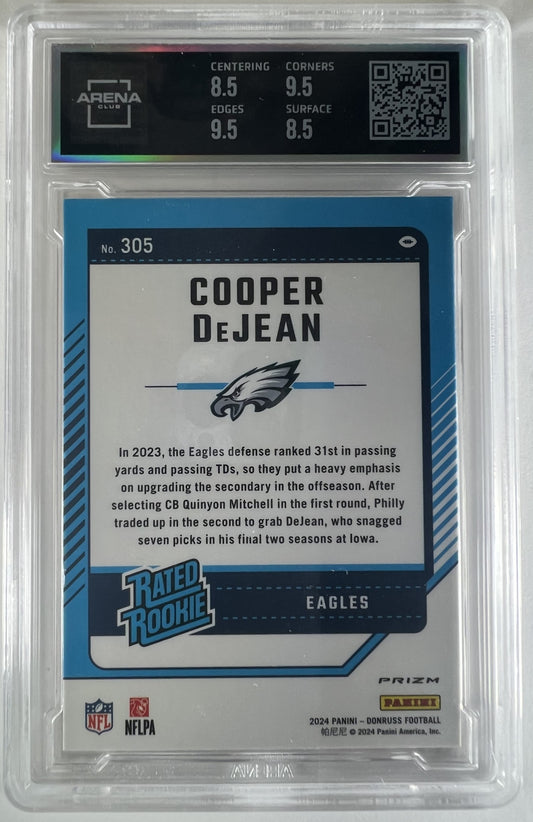 ARENA
CLUB
CENTERING CORNERS
8.5 9.5
EDGES SURFACE
9.5 8.5
No. 305
COOPER
DeJEAN
In 2023, the Eagles defense ranked 31st in passing
yards and passing TDs, so they put a heavy emphasis
on upgrading the secondary in the offseason. After
selecting CB Quinyon Mitchell in the first round, Philly
traded up in the second to grab DeJean, who snagged
seven picks in his final two seasons at Iowa.
RATED
ROOKIE
EAGLES
PRIZM
PANINI
NFL NFLPA
2024 PANINI – DONRUSS FOOTBALL
帕尼尼 © 2024 Panini America, Inc.
ARENA